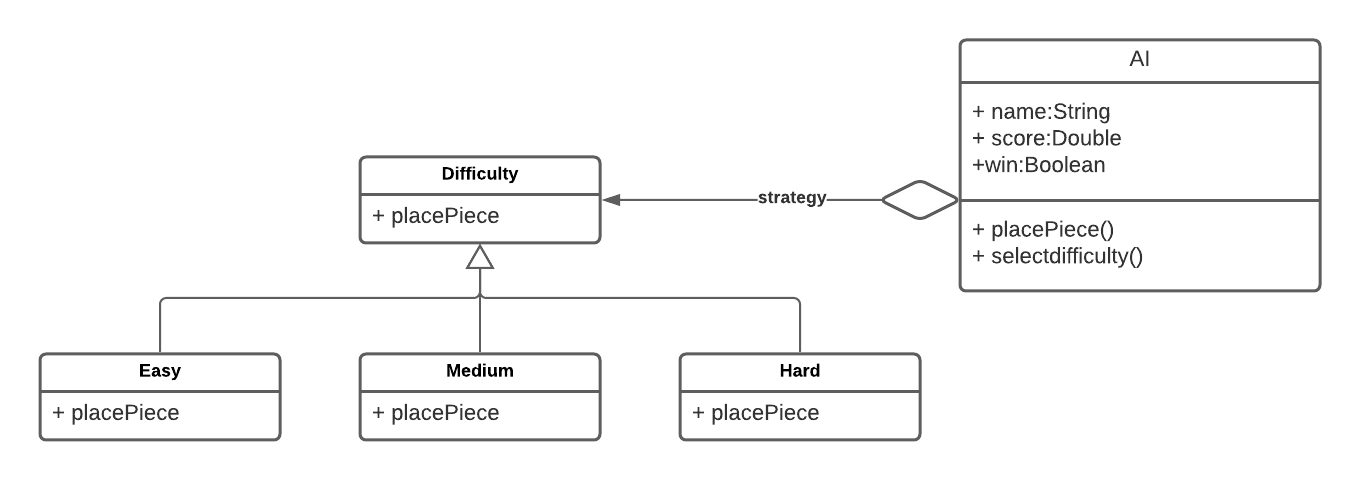 AI
+ name:String
+ score:Double
+win:Boolean
+ placePiece()
+ selectdifficulty()
strategy
Difficulty
+ placePiece
Easy
+ placePiece
Medium
+ placePiece
Hard
+ placePiece